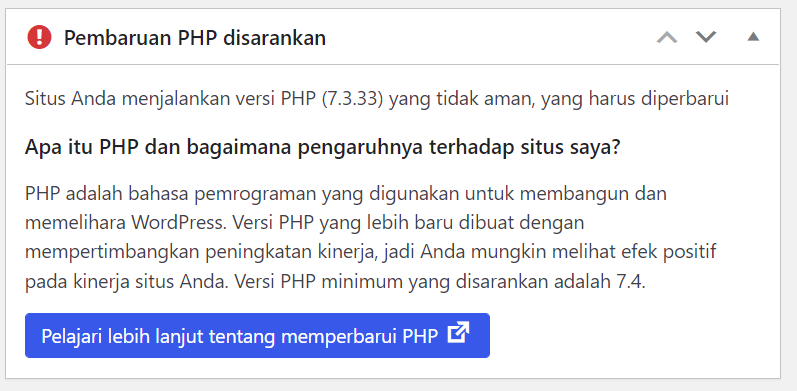 Pembaruan PHP disarankan
Situs Anda menjalankan versi PHP (7.3.33) yang tidak aman, yang harus diperbarui
Apa itu PHP dan bagaimana pengaruhnya terhadap situs saya?
PHP adalah bahasa pemrograman yang digunakan untuk membangun dan
memelihara WordPress. Versi PHP yang lebih baru dibuat dengan
mempertimbangkan peningkatan kinerja, jadi Anda mungkin melihat efek positif
pada kinerja situs Anda. Versi PHP minimum yang disarankan adalah 7.4.
Pelajari lebih lanjut tentang memperbarui PHP